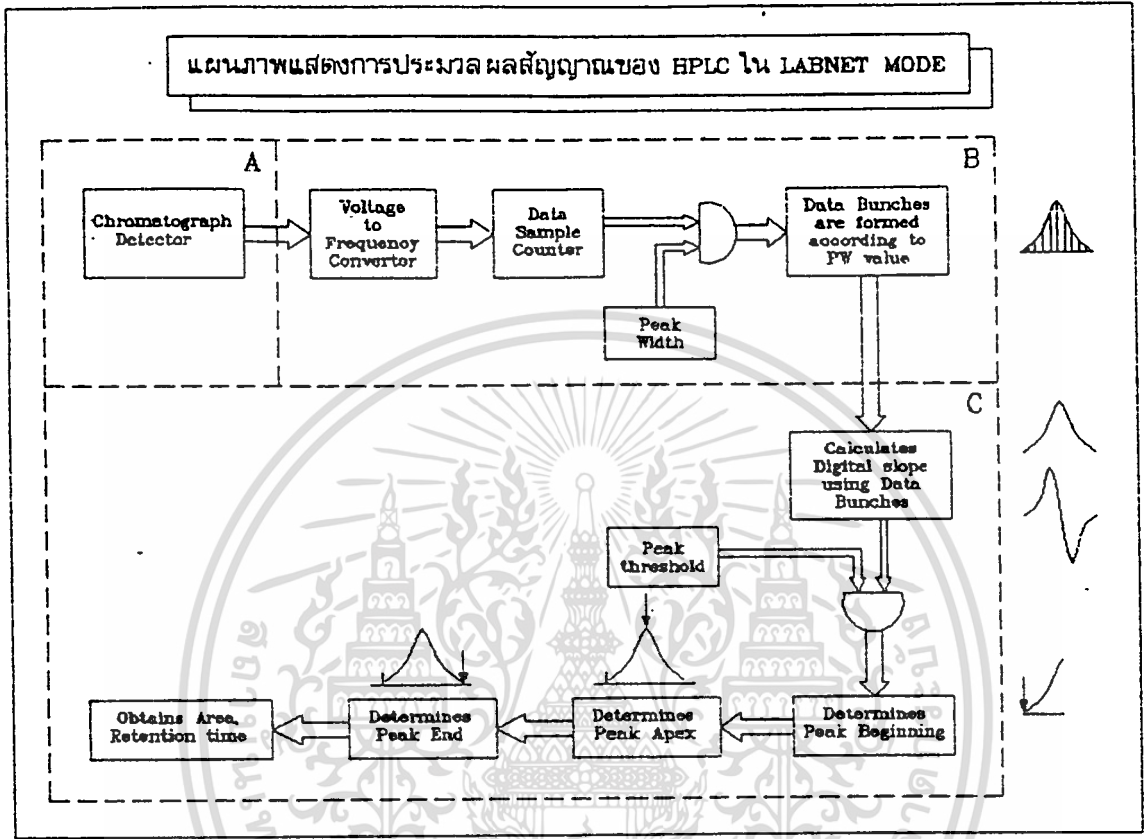 แผนภาพแสดงการประมวลผลสัญญาณของ HPLC ใน LABNET MODE
A
B
Chromatograph
Detector
Voltage
to
Frequency
Convertor
Data
Sample
Counter
Data Bunches
are formed
according to
PW value
Peak
Width
C
Calculates
Digital slope
using Data
Bunches
Peak
threshold
Obtains Area,
Retention time
Determines
Peak End
Determines
Peak Apex
Determines
Peak Beginning